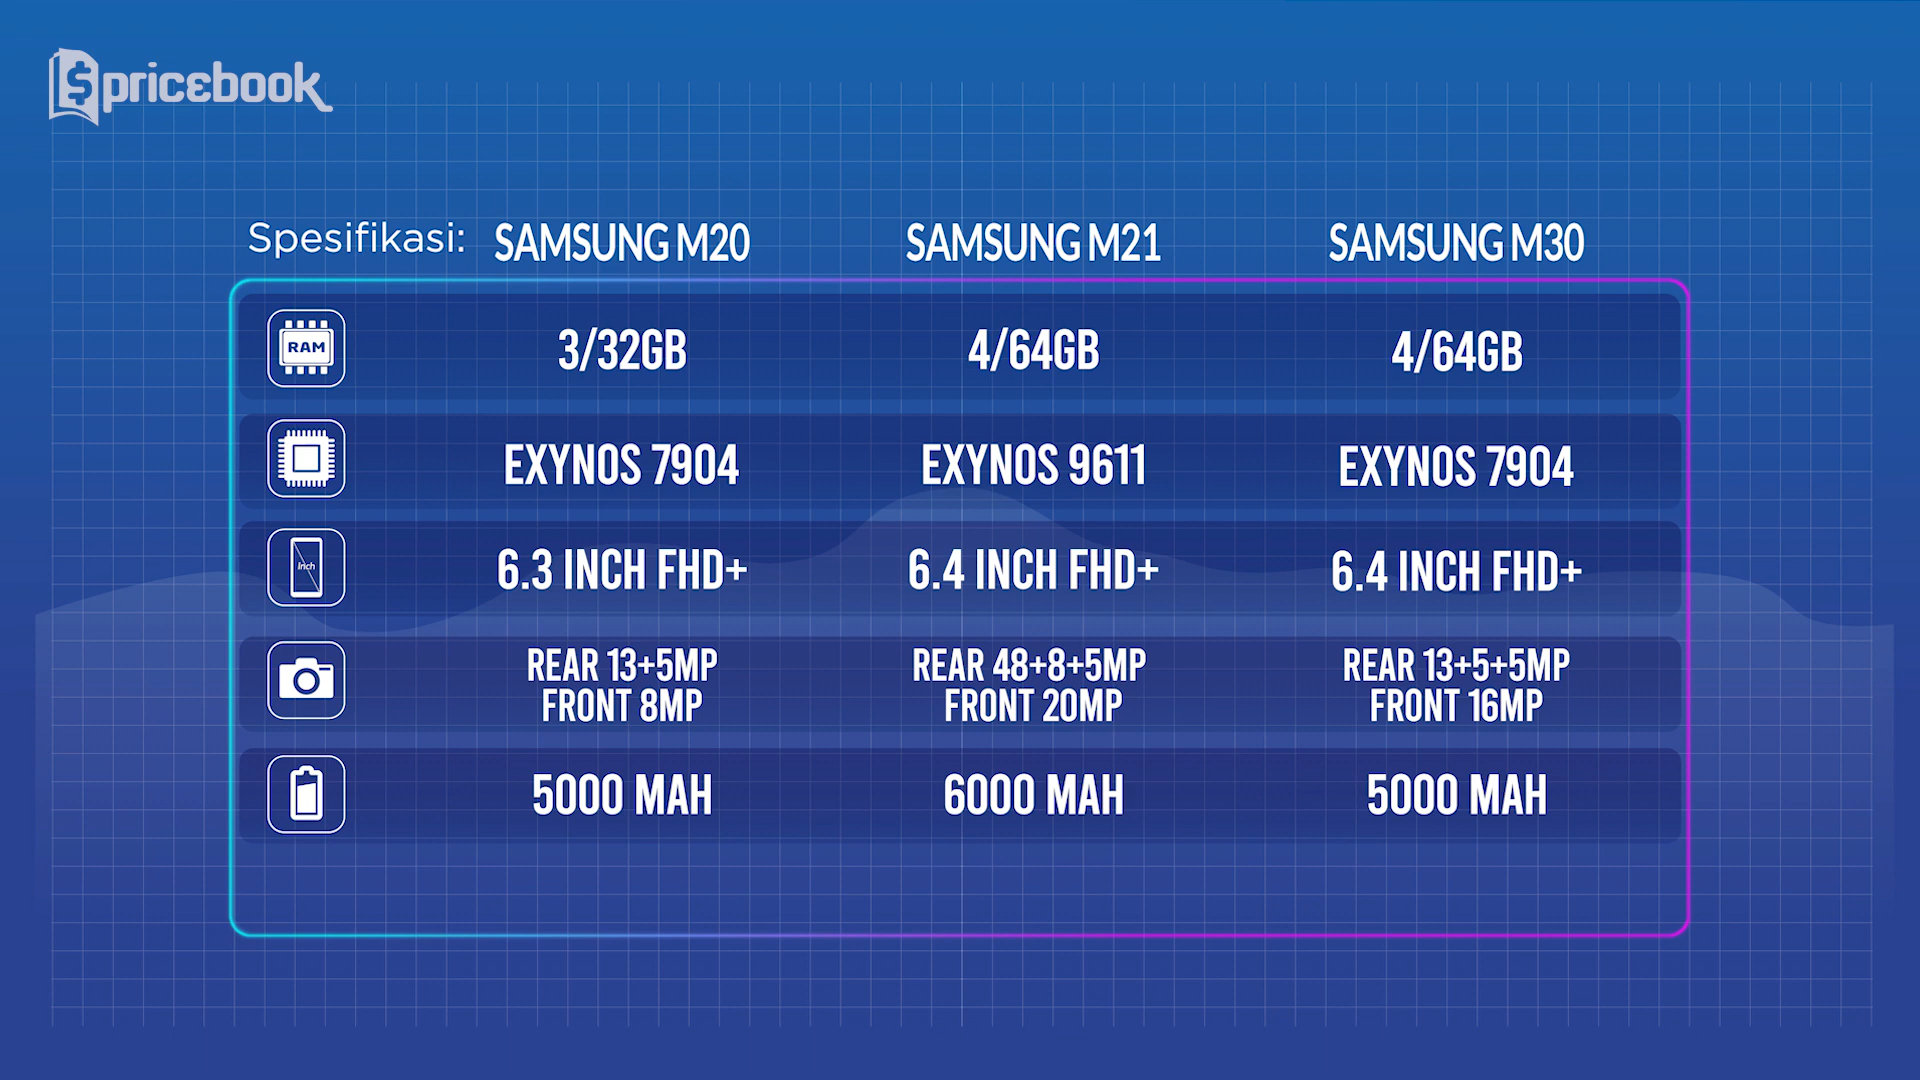 pricebook
Spesifikasi: SAMSUNG M20 SAMSUNG M21 SAMSUNG M30
RAM 3/32GB 4/64GB 4/64GB
EXYNOS 7904 EXYNOS 9611 EXYNOS 7904
Inch 6.3 INCH FHD+ 6.4 INCH FHD+ 6.4 INCH FHD+
REAR 13+5MP REAR 48+8+5MP REAR 13+5+5MP
FRONT 8MP FRONT 20MP FRONT 16MP
5000 MAH 6000 MAH 5000 MAH